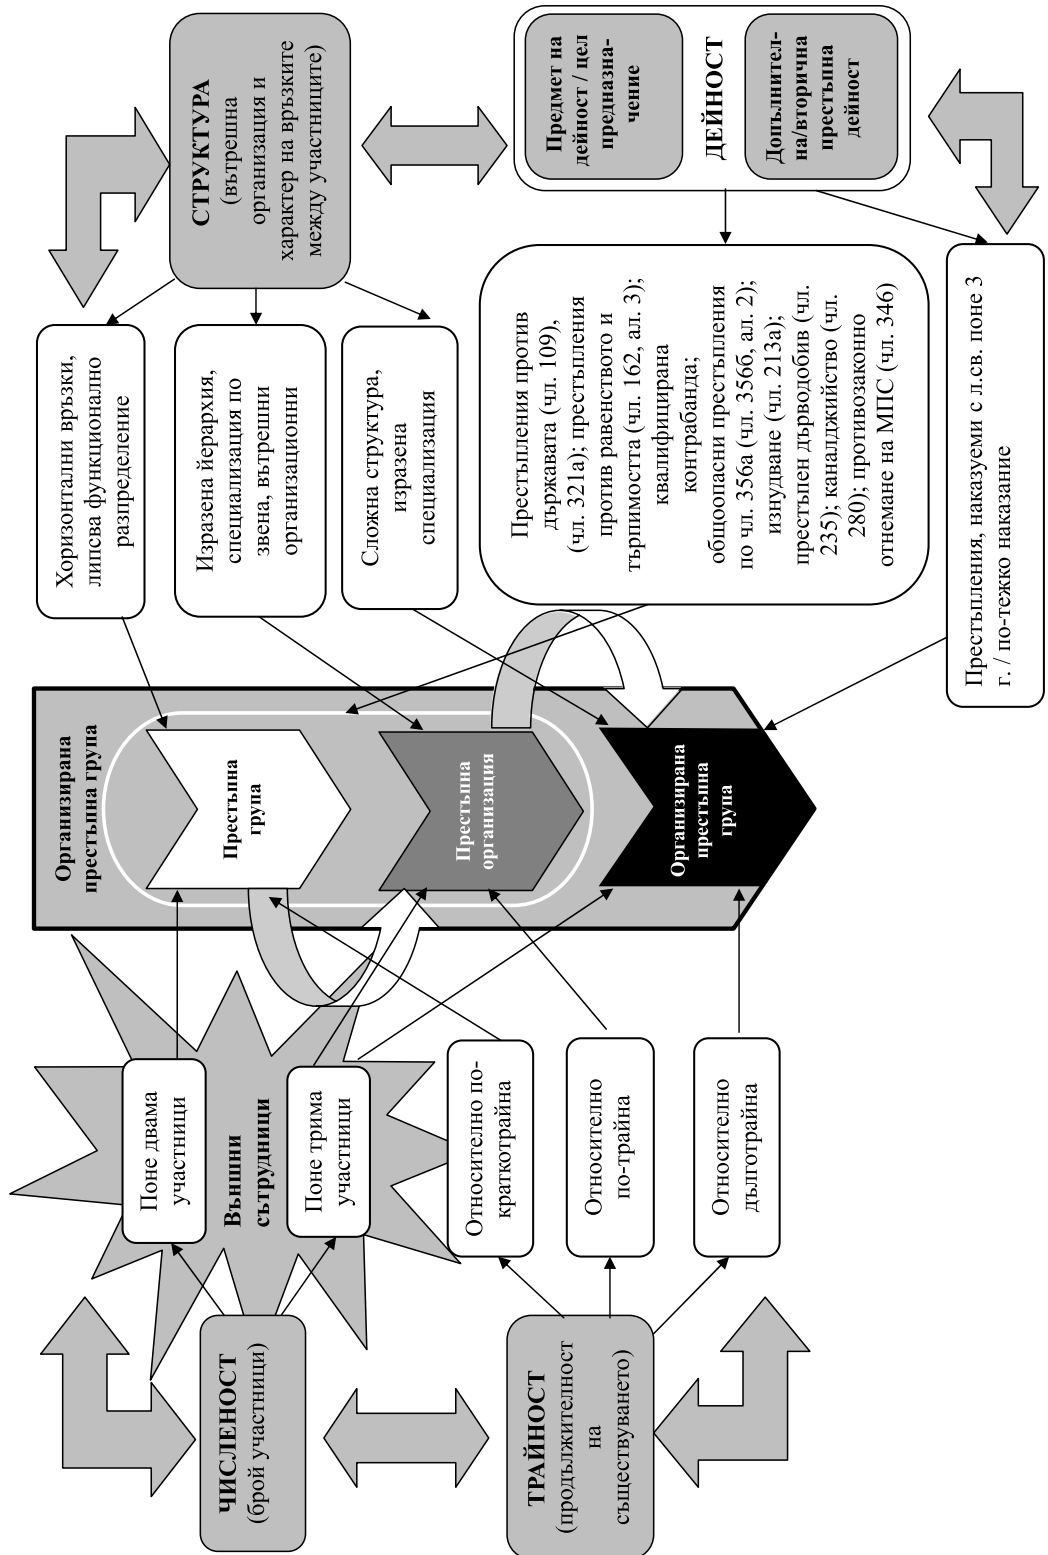 СТРУКТУРА
(вътрешна
организация и
характер на връзките
между участниците)
Предмет на
дейност / цел
предназна-
чение
ДЕЙНОСТ
Допълнител-
на/вторична
престъпна
дейност
Хоризонтални връзки,
липсва функционално
разпределение
Изразена йерархия,
специализация по
звена, вътрешни
организационни
Сложна структура,
изразена
специализация
Престъпления против
държавата (чл. 109),
(чл. 321а); престъпления
против равенството и
търпимостта (чл. 162, ал. 3);
квалифицирана
контрабанда;
общоопасни престъпления
по чл. 356а (чл. 356б, ал. 2);
изнудване (чл. 213а);
престъпен дърводобив (чл.
235); каналджийство (чл.
280); противозаконно
отнемане на МПС (чл. 346)
Престъпления, наказуеми с л.св. поне 3
г. / по-тежко наказание
Организирана
престъпна група
Престъпна
група
Престъпна
организация
Организирана
престъпна
група
Поне двама
участници
Външни
сътрудници
Поне трима
участници
Относително по-
краткотрайна
Относително
по-трайна
Относително
дълготрайна
ЧИСЛЕНОСТ
(брой участници)
ТРАЙНОСТ
(продължителност
на
съществуването)